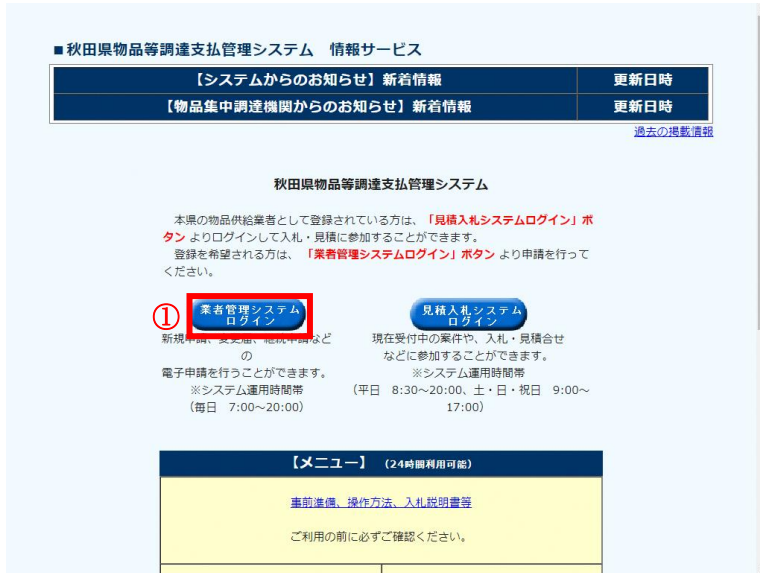 ■秋田県物品等調達支払管理システム 情報サービス
【システムからのお知らせ】新着情報 更新日時
【物品集中調達機関からのお知らせ】新着情報 更新日時
過去の掲載情報
秋田県物品等調達支払管理システム
本県の物品供給業者として登録されている方は、「見積入札システムログイン」ボ
タン よりログインして入札・見積に参加することができます。
登録を希望される方は、「業者管理システムログイン」ボタン より申請を行って
ください。
①
業者管理システム
ログイン
新規申請、変更届、継続申請など
の
電子申請を行うことができます。
※システム運用時間帯
（毎日 7:00～20:00）
見積入札システム
ログイン
現在受付中の案件や、入札・見積合せ
などに参加することができます。
※システム運用時間帯
（平日 8:30～20:00、土・日・祝日 9:00～
17:00）
【メニュー】 （24時間利用可能）
事前準備、操作方法、入札説明書等
ご利用の前に必ずご確認ください。